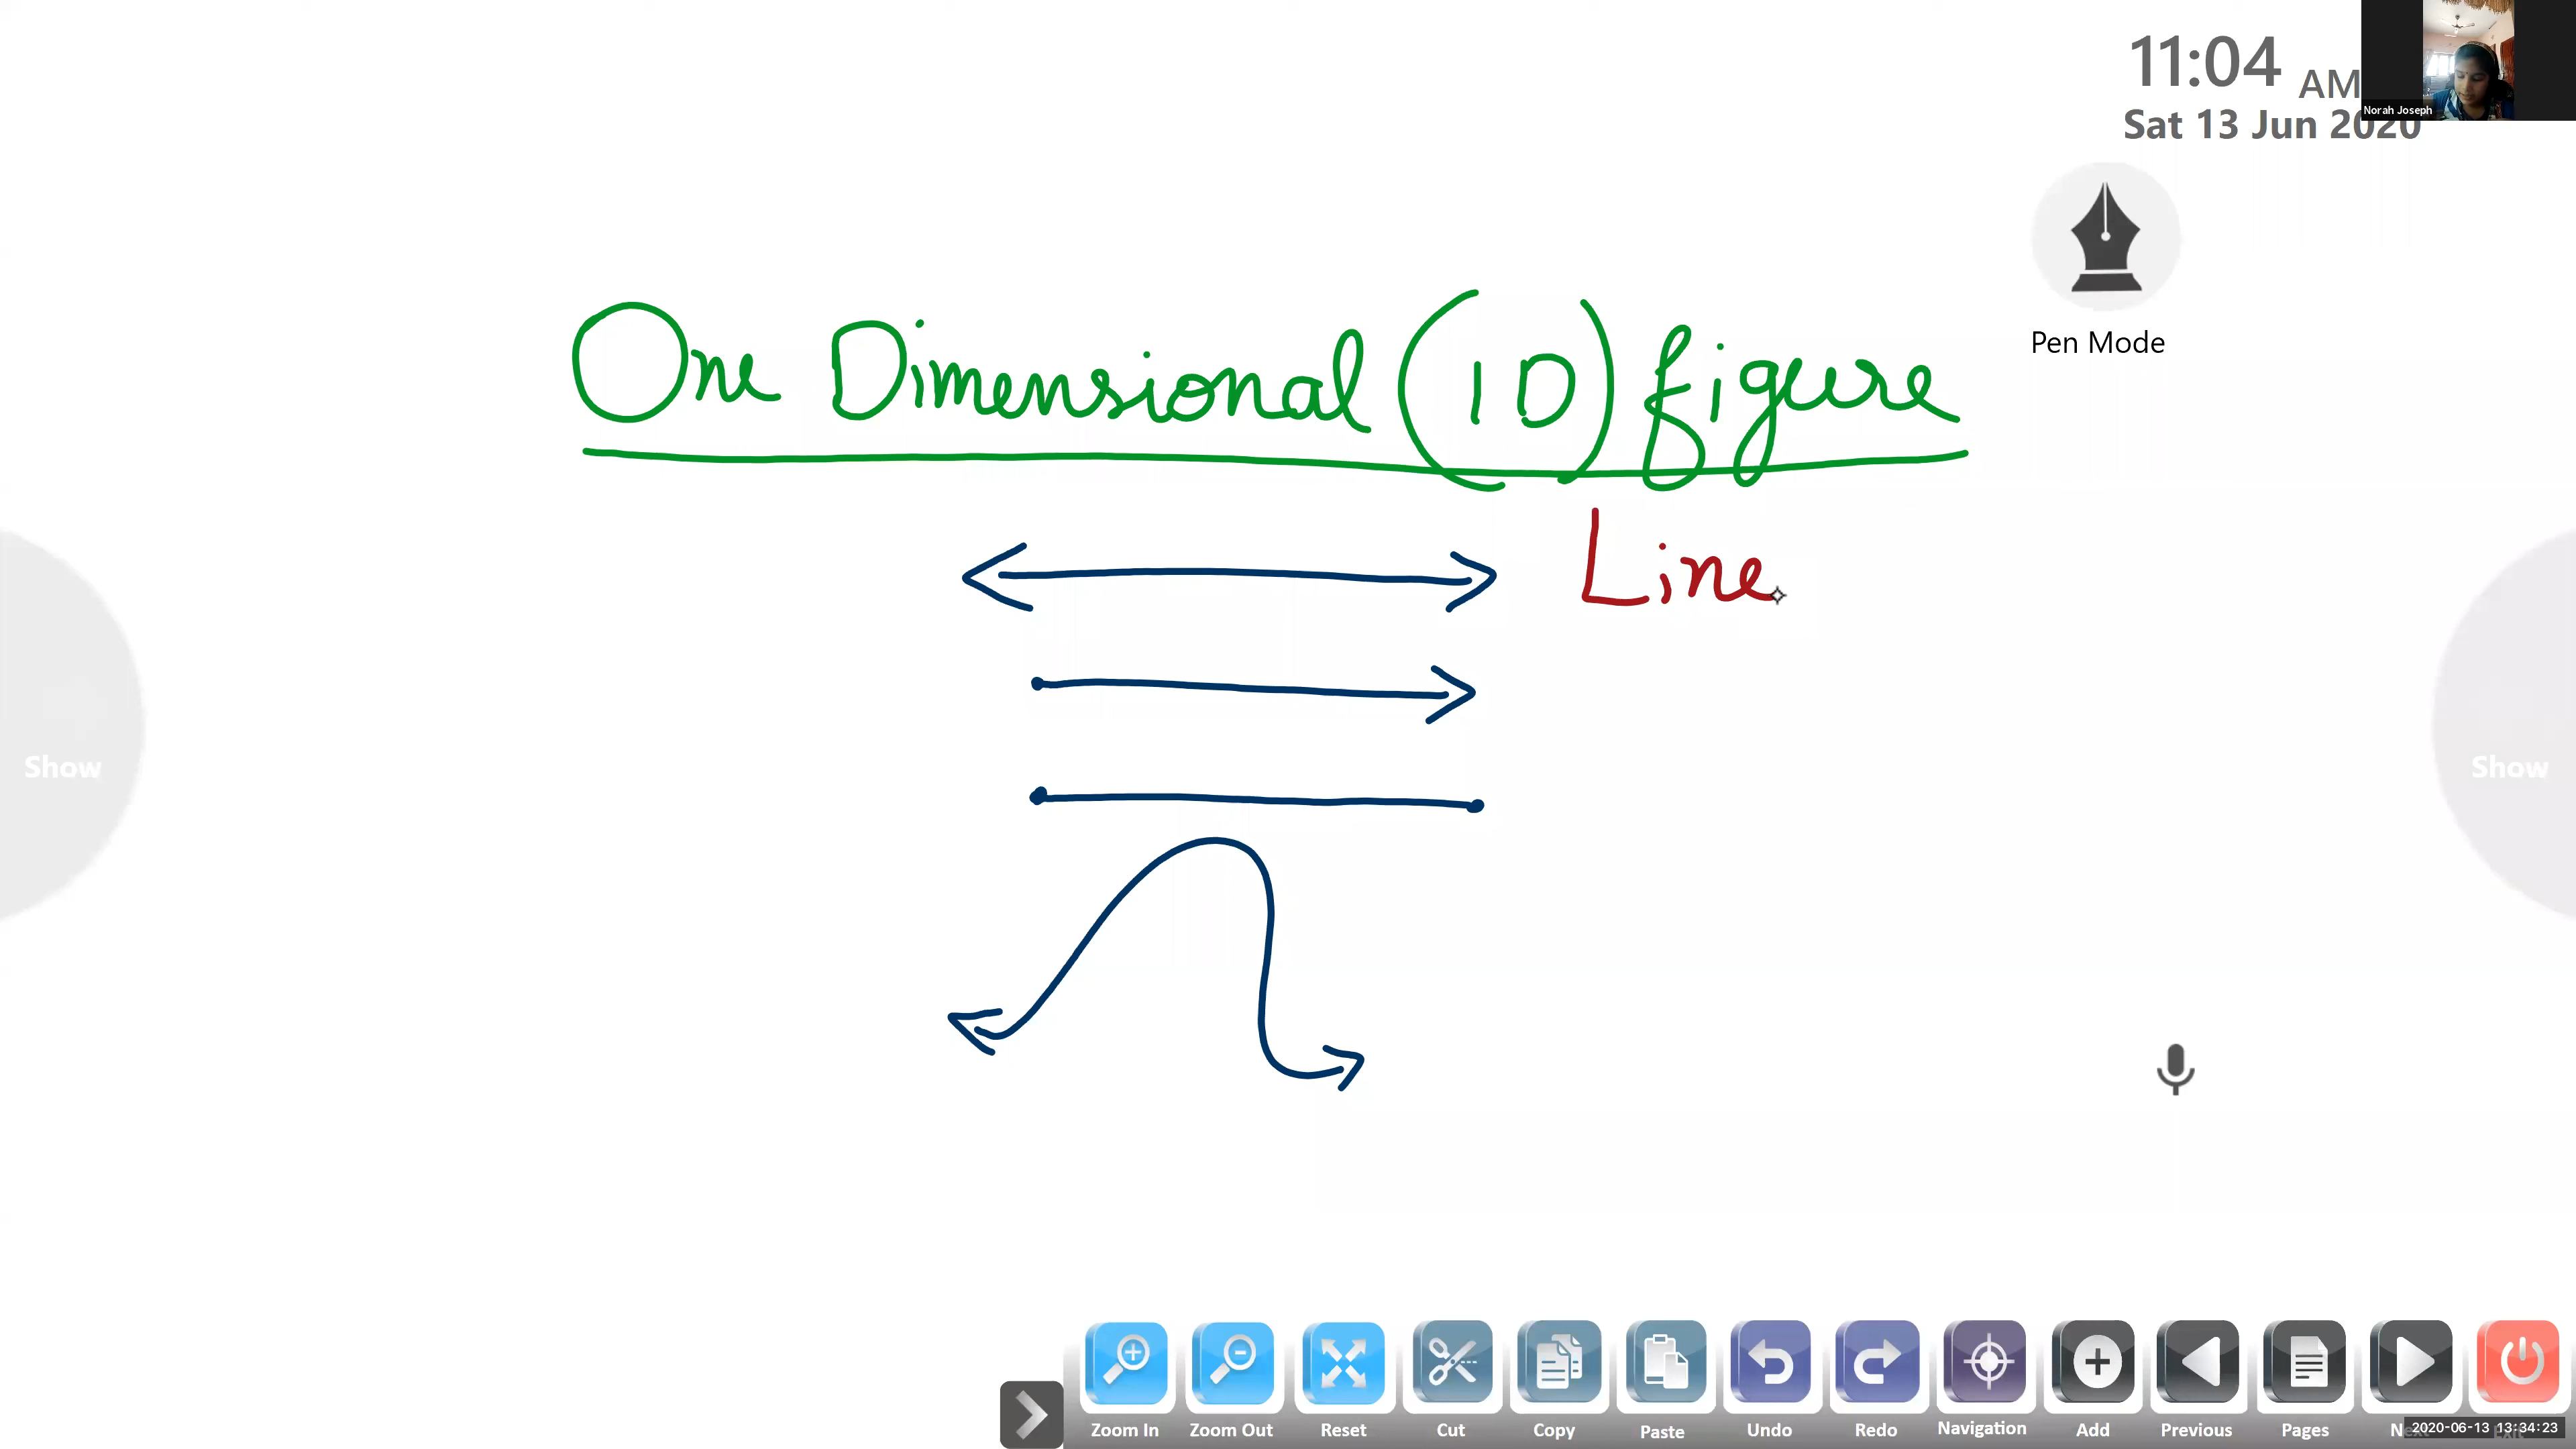 11:04 AM
Norah Joseph
Sat 13 Jun 2020
Pen Mode
One Dimensional (1D) figure
Line
Show
Show
Zoom In
Zoom Out
Reset
Cut
Copy
Paste
Undo
Redo
Navigation
Add
Previous
Pages
2020-06-13 13:34:23